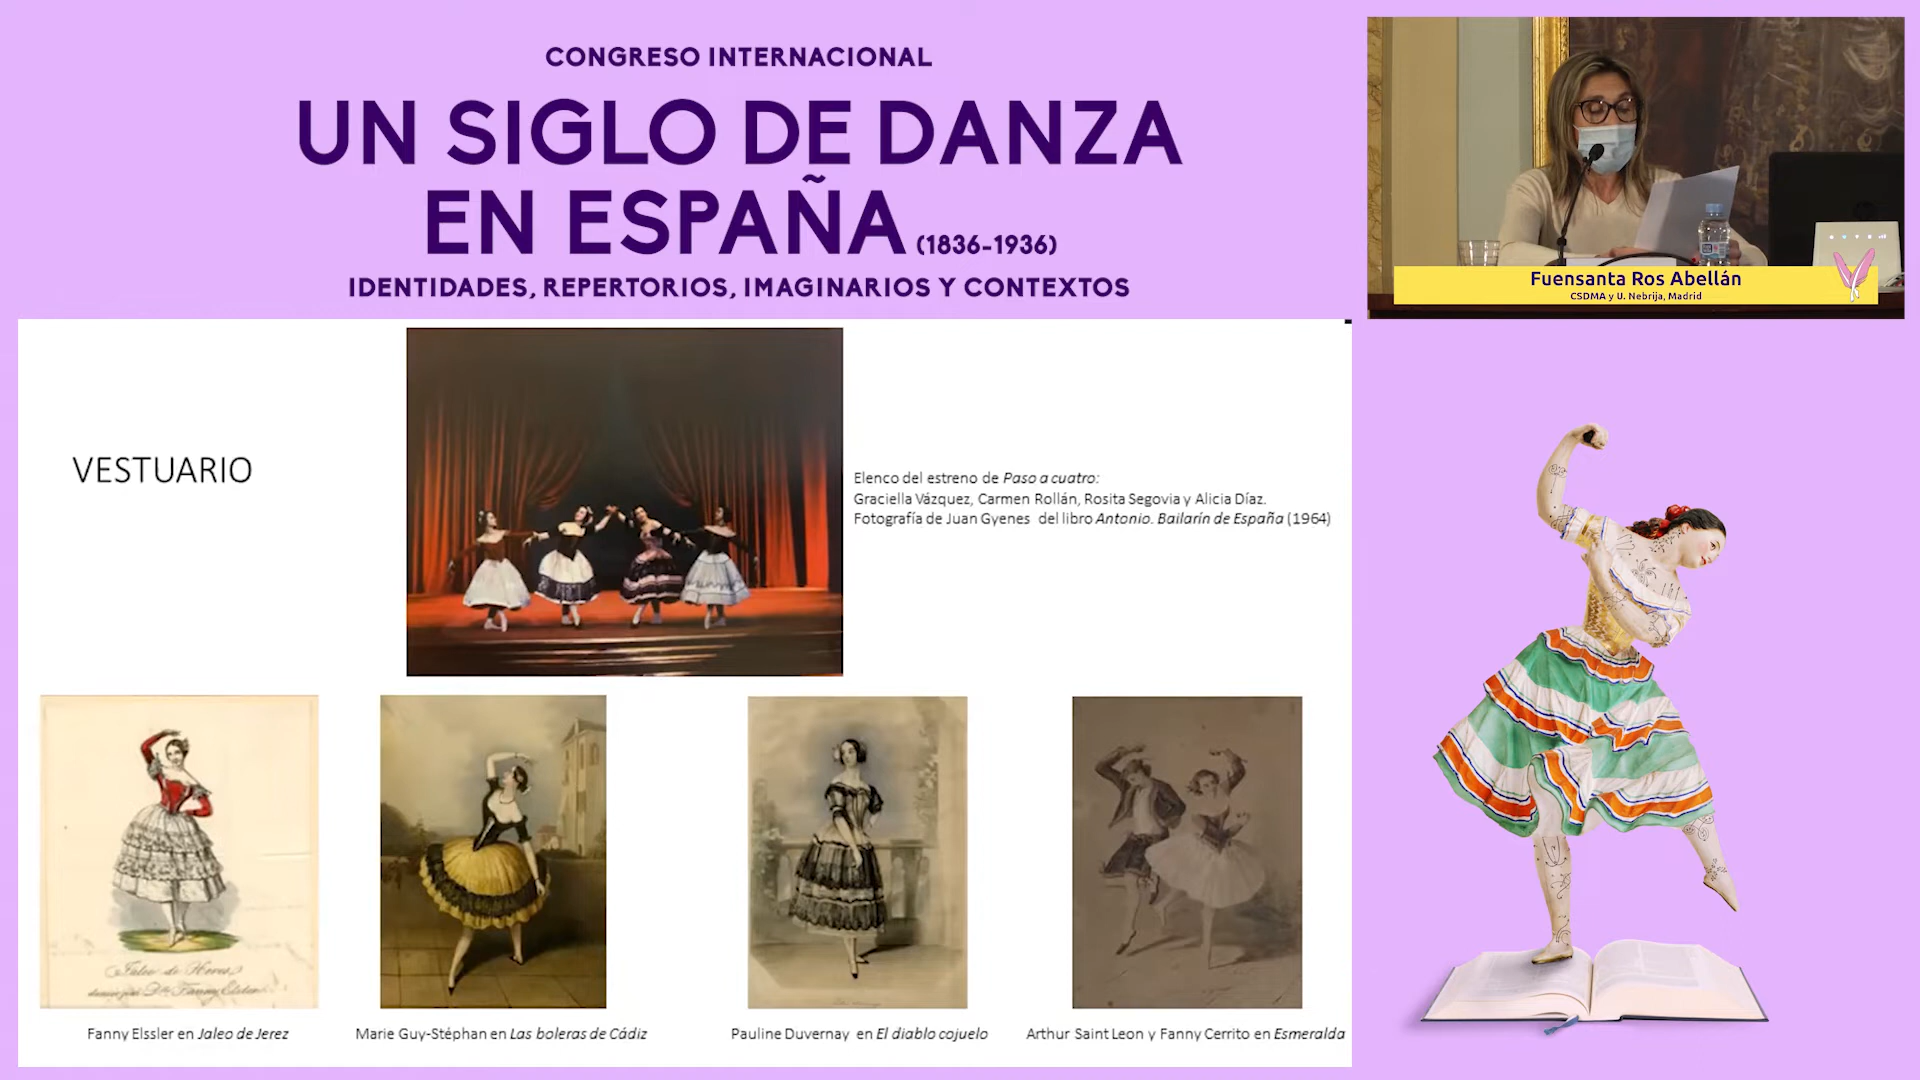 CONGRESO INTERNACIONAL
UN SIGLO DE DANZA
EN ESPAÑA (1836-1936)
IDENTIDADES, REPERTORIOS, IMAGINARIOS Y CONTEXTOS
Fuensanta Ros Abellán
CSDMA y U. Nebrija, Madrid
VESTUARIO
Elenco del estreno de Paso a cuatro:
Graciella Vázquez, Carmen Rollán, Rosita Segovia y Alicia Díaz.
Fotografía de Juan Gyenes del libro Antonio. Bailarín de España (1964)
Fanny Elssler en Jaleo de Jerez
Marie Guy-Stéphan en Las boleras de Cádiz
Pauline Duvernay en El diablo cojuelo
Arthur Saint Leon y Fanny Cerrito en Esmeralda